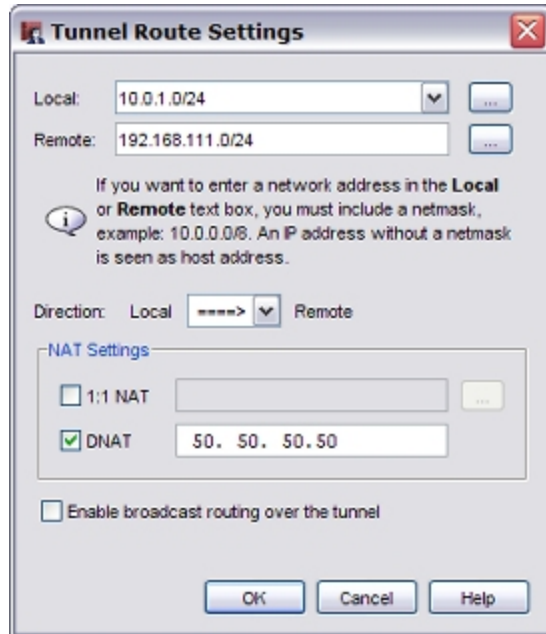 Tunnel Route Settings
Local: 10.0.1.0/24 ...
Remote: 192.168.111.0/24 ...
If you want to enter a network address in the Local
or Remote text box, you must include a netmask,
example: 10.0.0.0/8. An IP address without a netmask
is seen as host address.
Direction: Local ====> Remote
NAT Settings
1:1 NAT ...
DNAT 50. 50. 50.50
Enable broadcast routing over the tunnel
OK Cancel Help